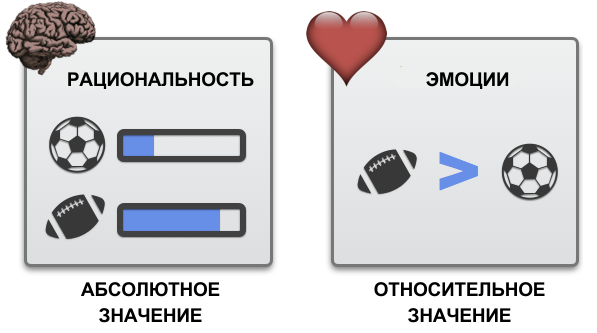 РАЦИОНАЛЬНОСТЬ
АБСОЛЮТНОЕ
ЗНАЧЕНИЕ
ЭМОЦИИ
>
ОТНОСИТЕЛЬНОЕ
ЗНАЧЕНИЕ